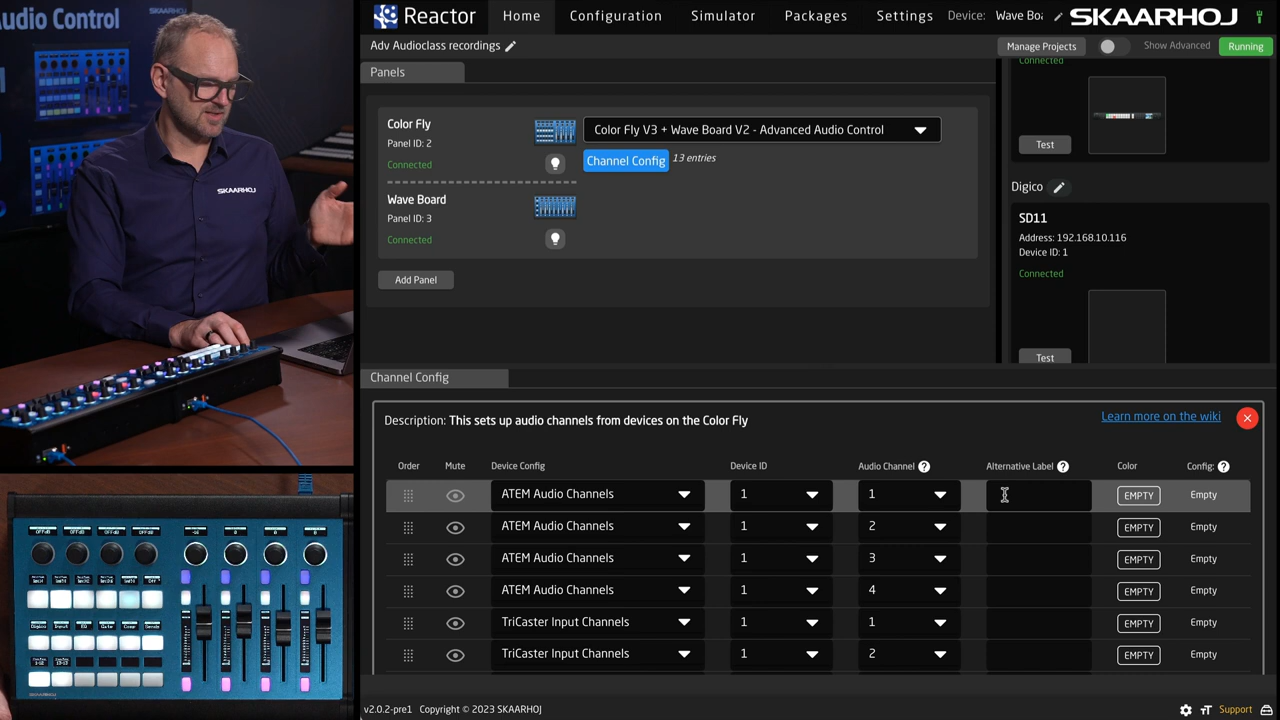 udio Control
SKAARHOJ
Reactor
Home
Configuration
Simulator
Packages
Settings
Device: Wave Boa
SKAARHOJ
Adv Audioclass recordings
Manage Projects
Show Advanced
Running
Panels
Connected
Color Fly
Panel ID: 2
Connected
Color Fly V3 + Wave Board V2 - Advanced Audio Control
Channel Config
13 entries
Test
Wave Board
Panel ID: 3
Connected
Digico
SD11
Address: 192.168.10.116
Device ID: 1
Connected
Add Panel
Test
Channel Config
Description: This sets up audio channels from devices on the Color Fly
Learn more on the wiki
Order Mute Device Config Device ID Audio Channel ? Alternative Label ? Color Config: ?
ATEM Audio Channels 1 1 EMPTY Empty
ATEM Audio Channels 1 2 EMPTY Empty
ATEM Audio Channels 1 3 EMPTY Empty
ATEM Audio Channels 1 4 EMPTY Empty
TriCaster Input Channels 1 1 EMPTY Empty
TriCaster Input Channels 1 2 EMPTY Empty
v2.0.2-pre1 Copyright © 2023 SKAARHOJ
Support